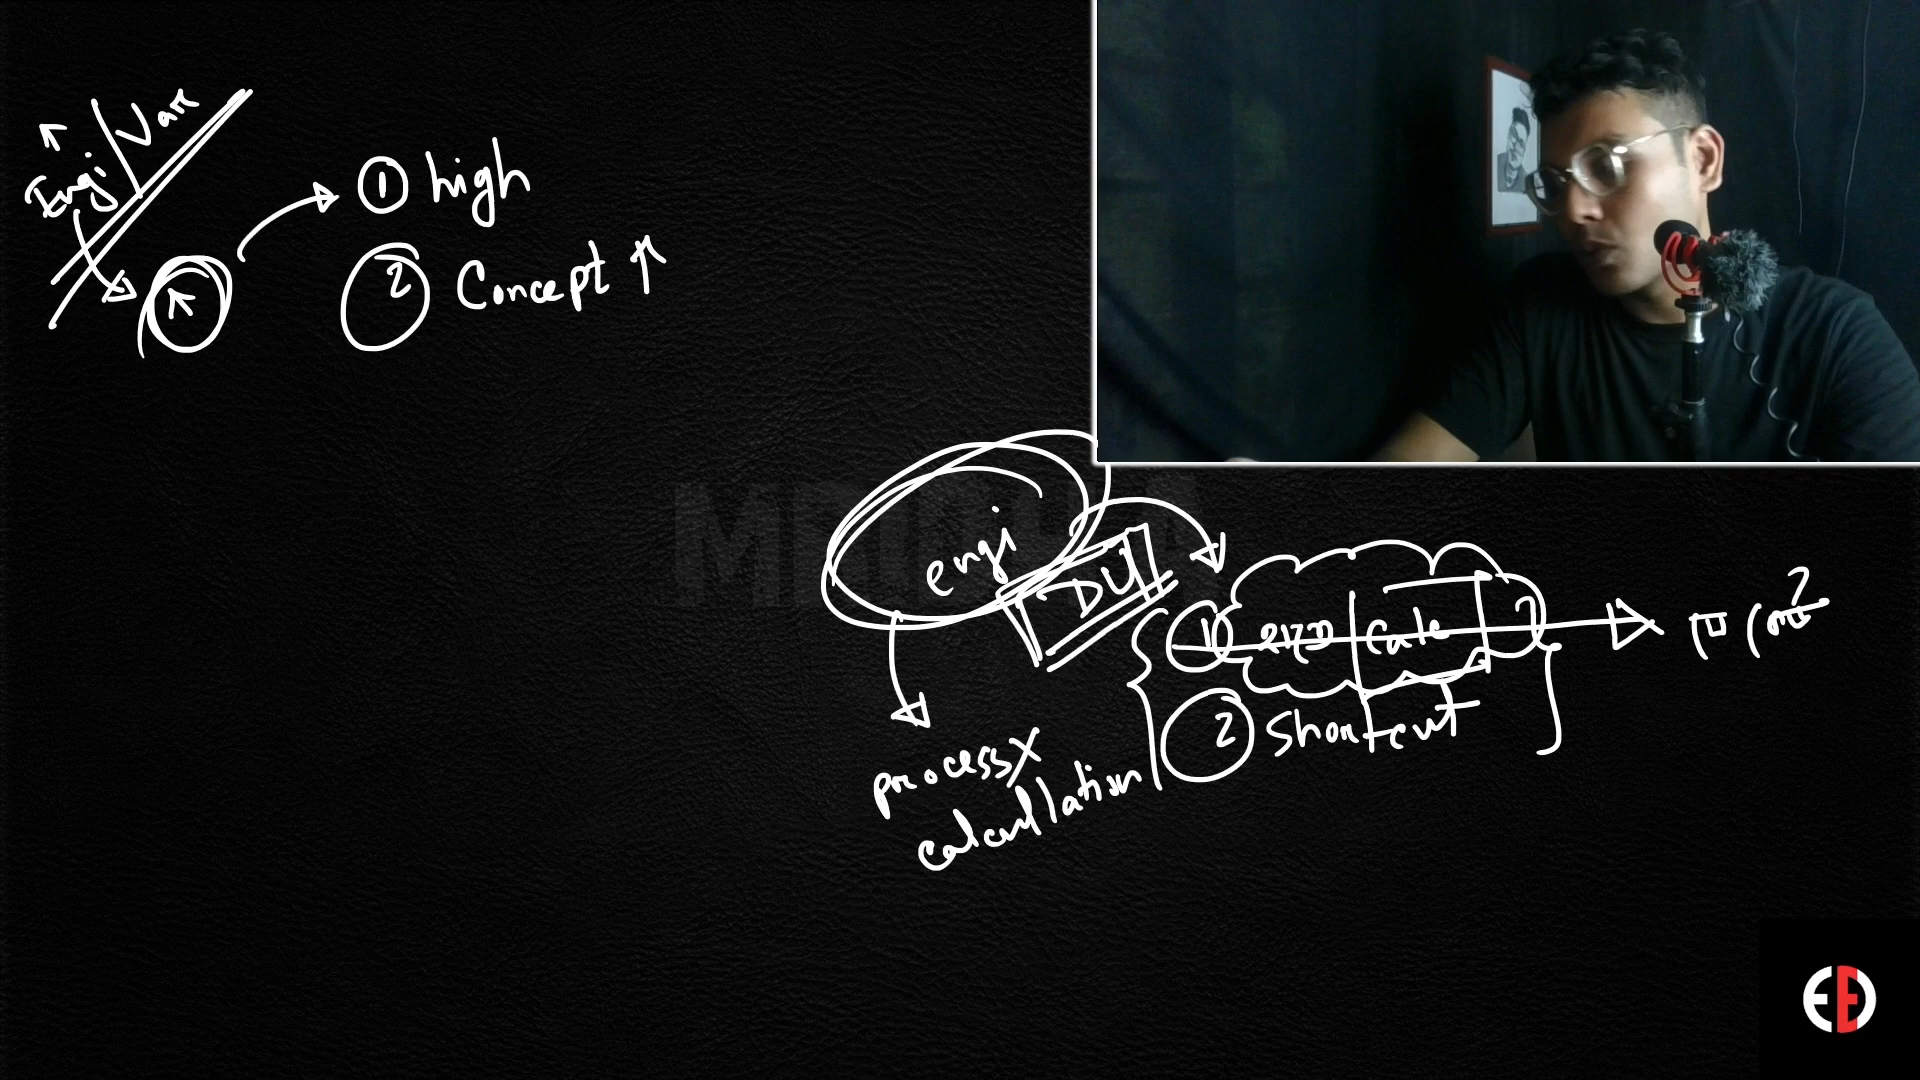 Engi/Var
① high
② Concept ↑
engi
DU
① হাতে Calc
② Shortcut
process X
calculation